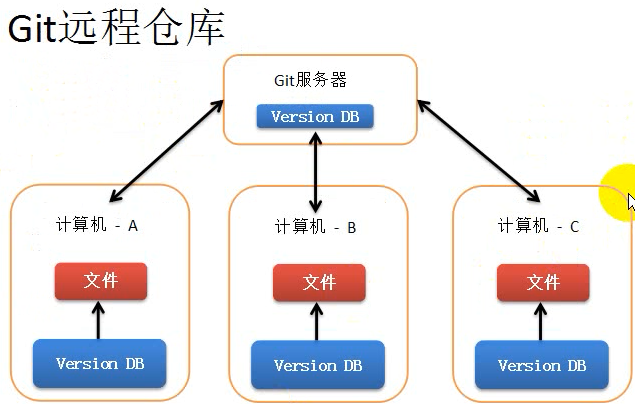 Git远程仓库
Git服务器
Version DB
计算机 - A
计算机 - B
计算机 - C
文件
文件
文件
Version DB
Version DB
Version DB